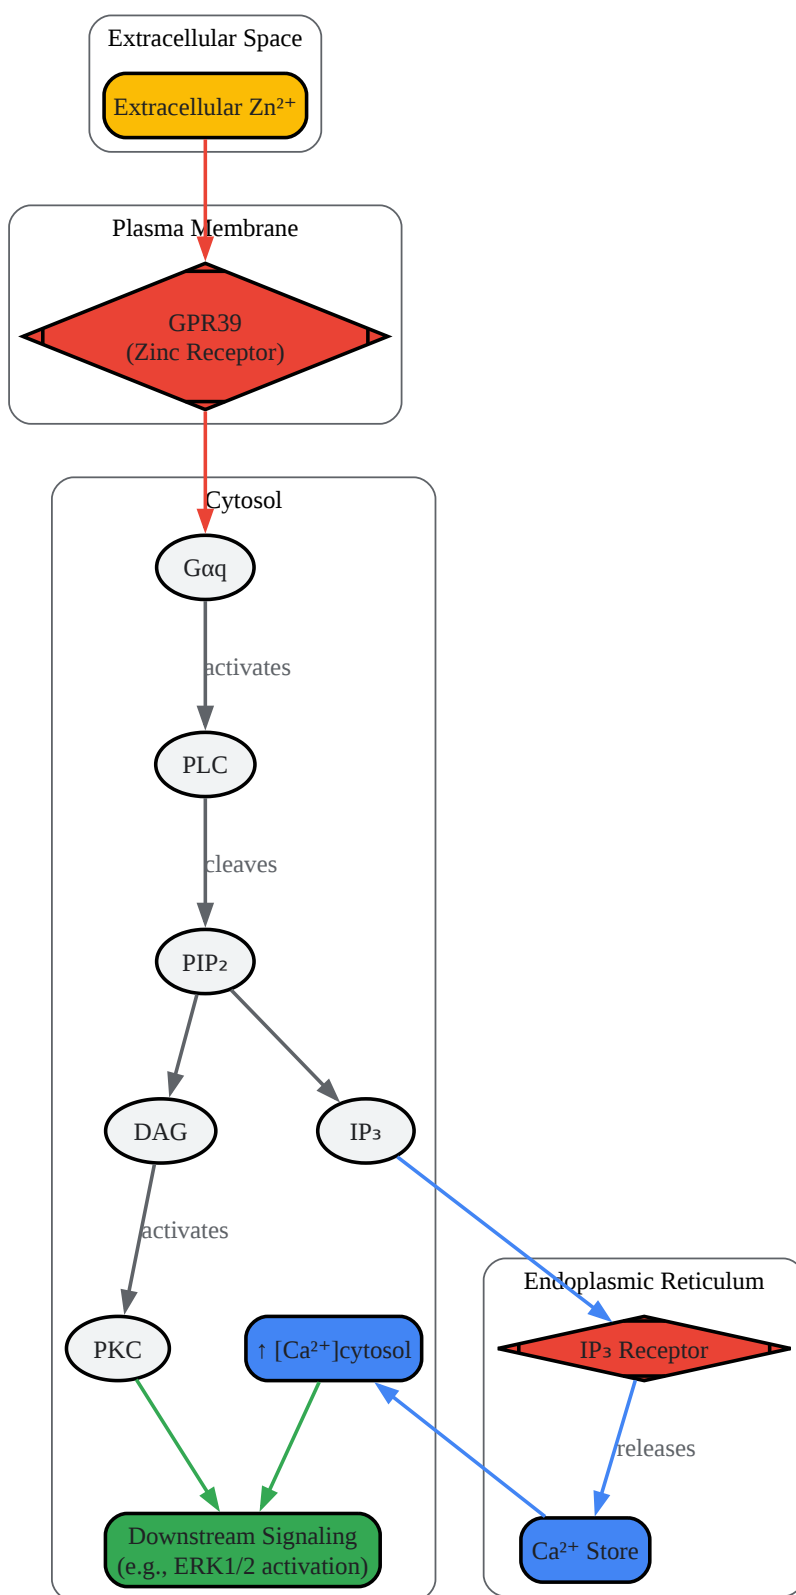 Extracellular Space
Extracellular Zn²⁺
Plasma Membrane
GPR39
(Zinc Receptor)
Cytosol
Gαq
activates
PLC
cleaves
PIP₂
DAG
IP₃
activates
Endoplasmic Reticulum
PKC
↑ [Ca²⁺]cytosol
IP₃ Receptor
releases
Downstream Signaling
(e.g., ERK1/2 activation)
Ca²⁺ Store